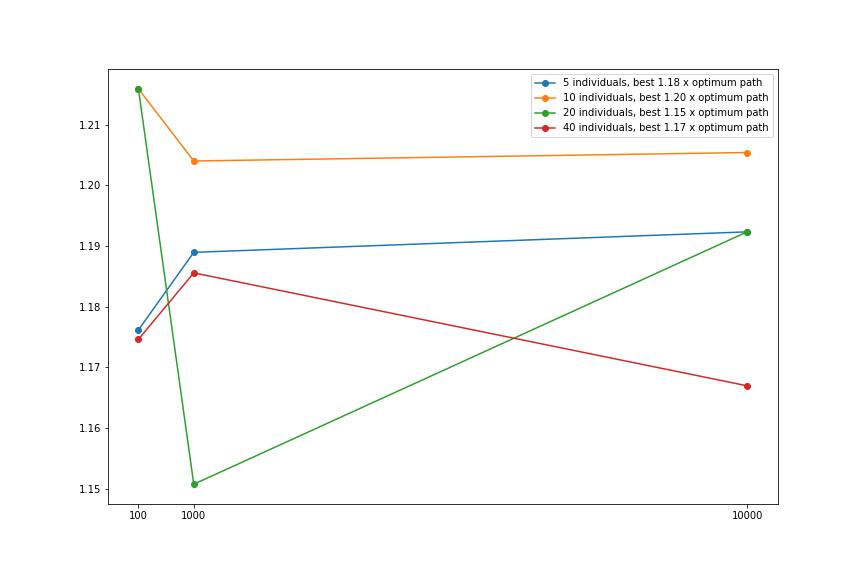 5 individuals, best 1.18 x optimum path
10 individuals, best 1.20 x optimum path
20 individuals, best 1.15 x optimum path
40 individuals, best 1.17 x optimum path
1.21
1.20
1.19
1.18
1.17
1.16
1.15
100 1000 10000